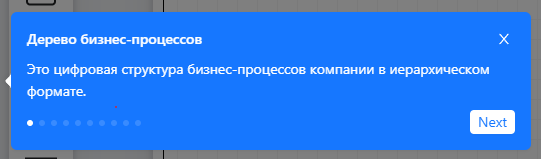 Дерево бизнес-процессов
Это цифровая структура бизнес-процессов компании в иерархическом
формате.
Next